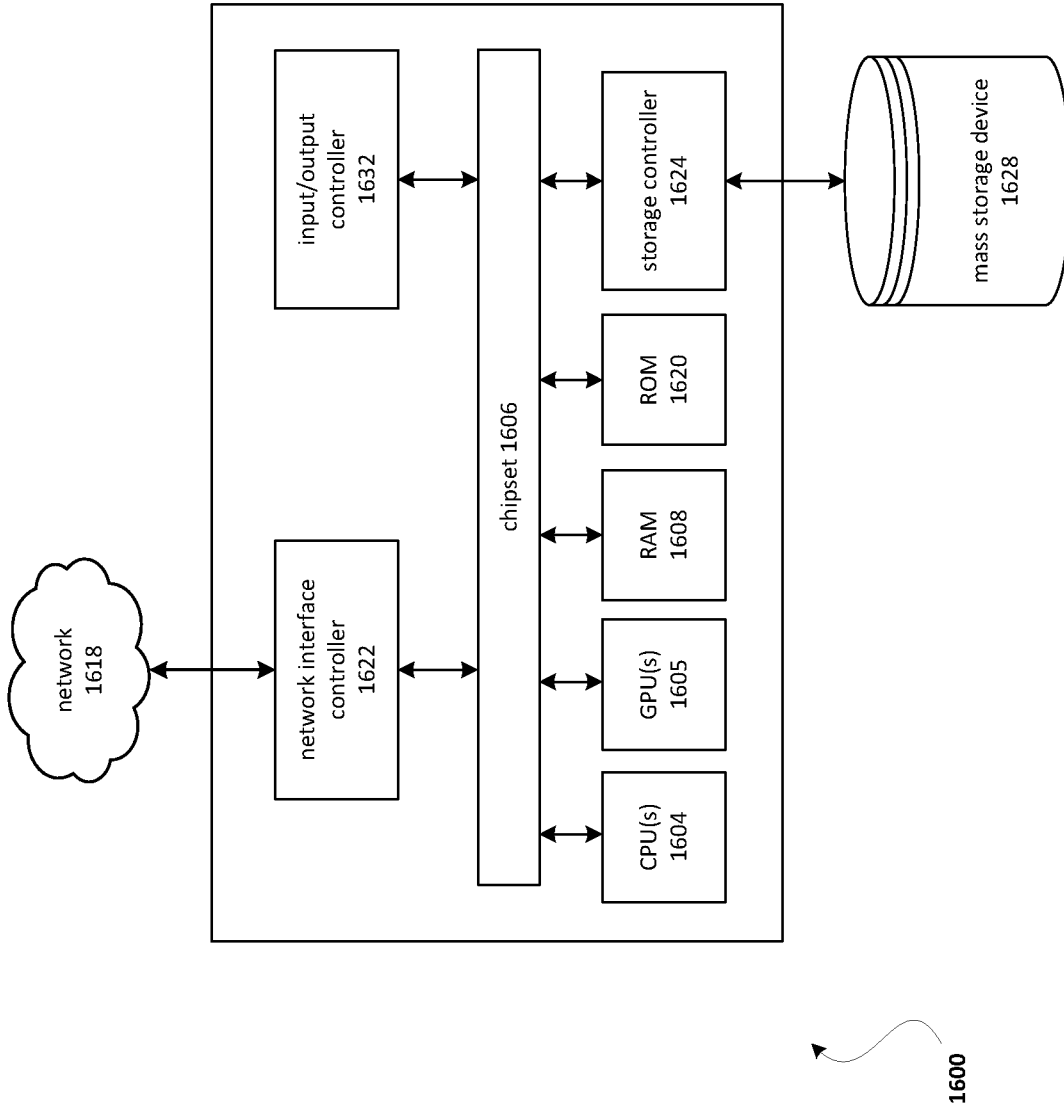 network
1618
network interface
controller
1622
input/output
controller
1632
chipset 1606
CPU(s)
1604
GPU(s)
1605
RAM
1608
ROM
1620
storage controller
1624
mass storage device
1628
1600